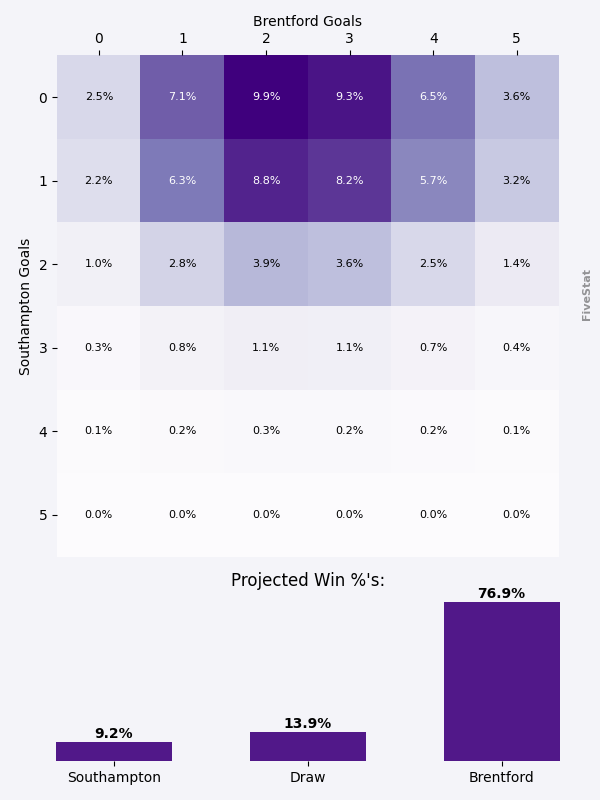 Brentford Goals
0 1 2 3 4 5
0 2.5% 7.1% 9.9% 9.3% 6.5% 3.6%
1 2.2% 6.3% 8.8% 8.2% 5.7% 3.2%
2 1.0% 2.8% 3.9% 3.6% 2.5% 1.4%
3 0.3% 0.8% 1.1% 1.1% 0.7% 0.4%
4 0.1% 0.2% 0.3% 0.2% 0.2% 0.1%
5 0.0% 0.0% 0.0% 0.0% 0.0% 0.0%
Southampton Goals
FiveStat
Projected Win %'s:
9.2% 13.9% 76.9%
Southampton Draw Brentford